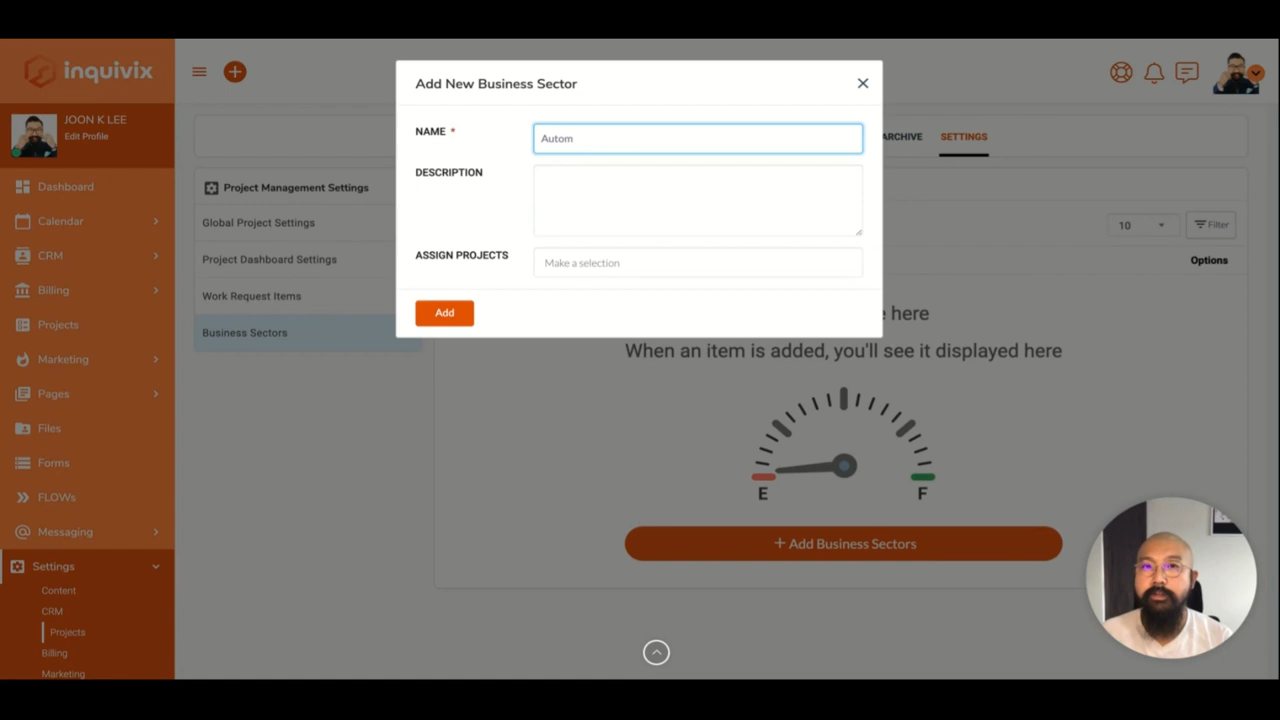 inquivix
JOON K LEE
Edit Profile
Dashboard
Calendar
CRM
Billing
Projects
Marketing
Pages
Files
Forms
FLOWs
Messaging
Settings
Content
CRM
Projects
Billing
Marketing
ARCHIVE
SETTINGS
Project Management Settings
Global Project Settings
Project Dashboard Settings
Work Request Items
Business Sectors
Add New Business Sector
NAME *
Autom
DESCRIPTION
ASSIGN PROJECTS
Make a selection
Add
10
Filter
Options
here
When an item is added, you'll see it displayed here
E
F
+ Add Business Sectors